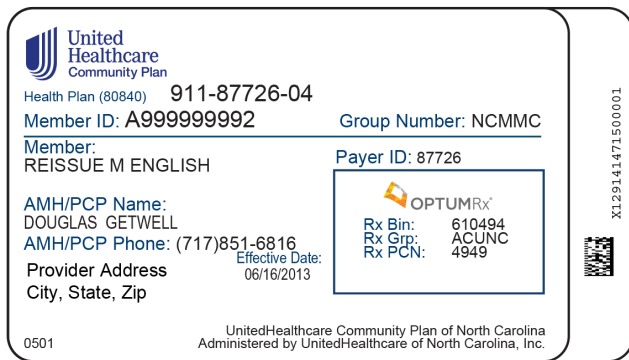 United
Healthcare
Community Plan
Health Plan (80840) 911-87726-04
Member ID: A999999992 Group Number: NCMMC
Member:
REISSUE M ENGLISH
Payer ID: 87726
AMH/PCP Name:
DOUGLAS GETWELL
AMH/PCP Phone: (717)851-6816
Provider Address
City, State, Zip
Effective Date:
06/16/2013
OPTUMRx®
Rx Bin: 610494
Rx Grp: ACUNC
Rx PCN: 4949
0501
UnitedHealthcare Community Plan of North Carolina
Administered by UnitedHealthcare of North Carolina, Inc.
X129141471500001